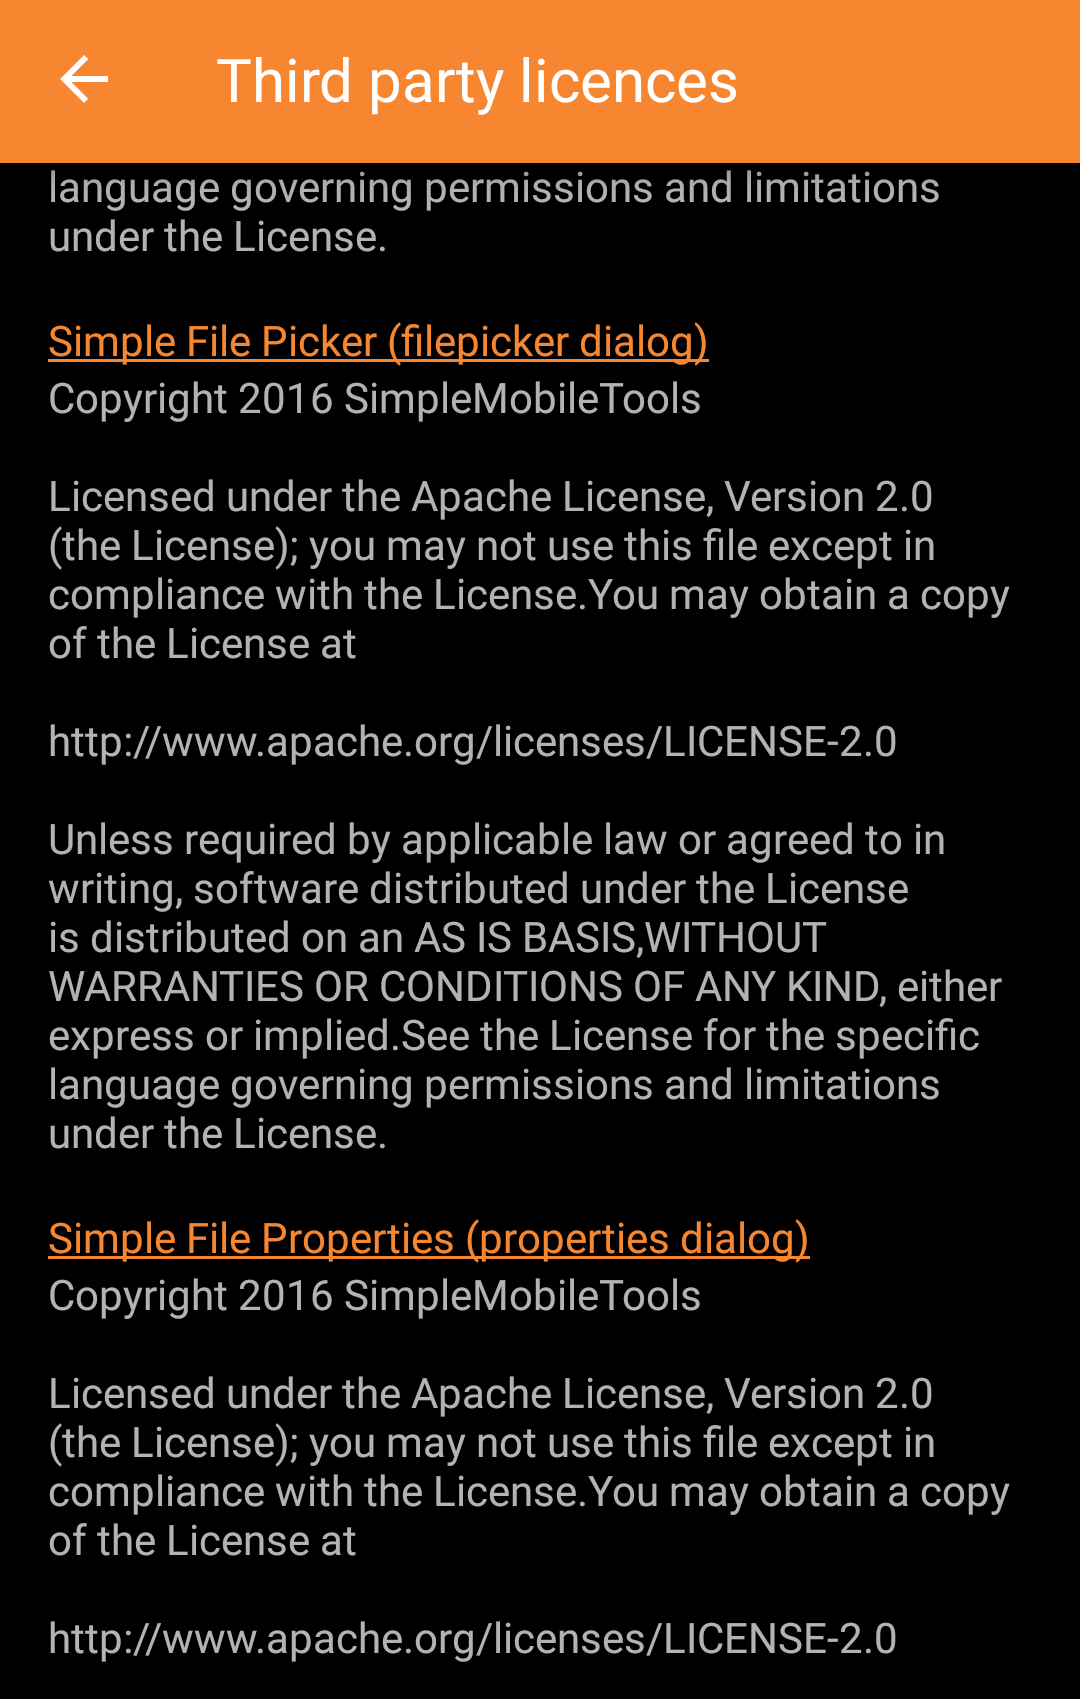 Third party licences
language governing permissions and limitations
under the License.
Simple File Picker (filepicker dialog)
Copyright 2016 SimpleMobileTools
Licensed under the Apache License, Version 2.0
(the License); you may not use this file except in
compliance with the License.You may obtain a copy
of the License at
http://www.apache.org/licenses/LICENSE-2.0
Unless required by applicable law or agreed to in
writing, software distributed under the License
is distributed on an AS IS BASIS,WITHOUT
WARRANTIES OR CONDITIONS OF ANY KIND, either
express or implied.See the License for the specific
language governing permissions and limitations
under the License.
Simple File Properties (properties dialog)
Copyright 2016 SimpleMobileTools
Licensed under the Apache License, Version 2.0
(the License); you may not use this file except in
compliance with the License.You may obtain a copy
of the License at
http://www.apache.org/licenses/LICENSE-2.0